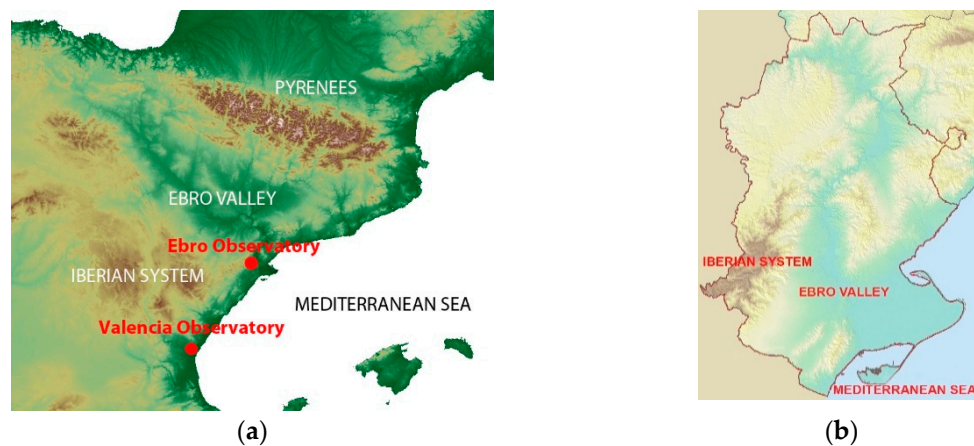 PYRENEES
EBRO VALLEY
Ebro Observatory
IBERIAN SYSTEM
MEDITERRANEAN SEA
Valencia Observatory
(a)
IBERIAN SYSTEM
EBRO VALLEY
MEDITERRANEAN SEA
(b)